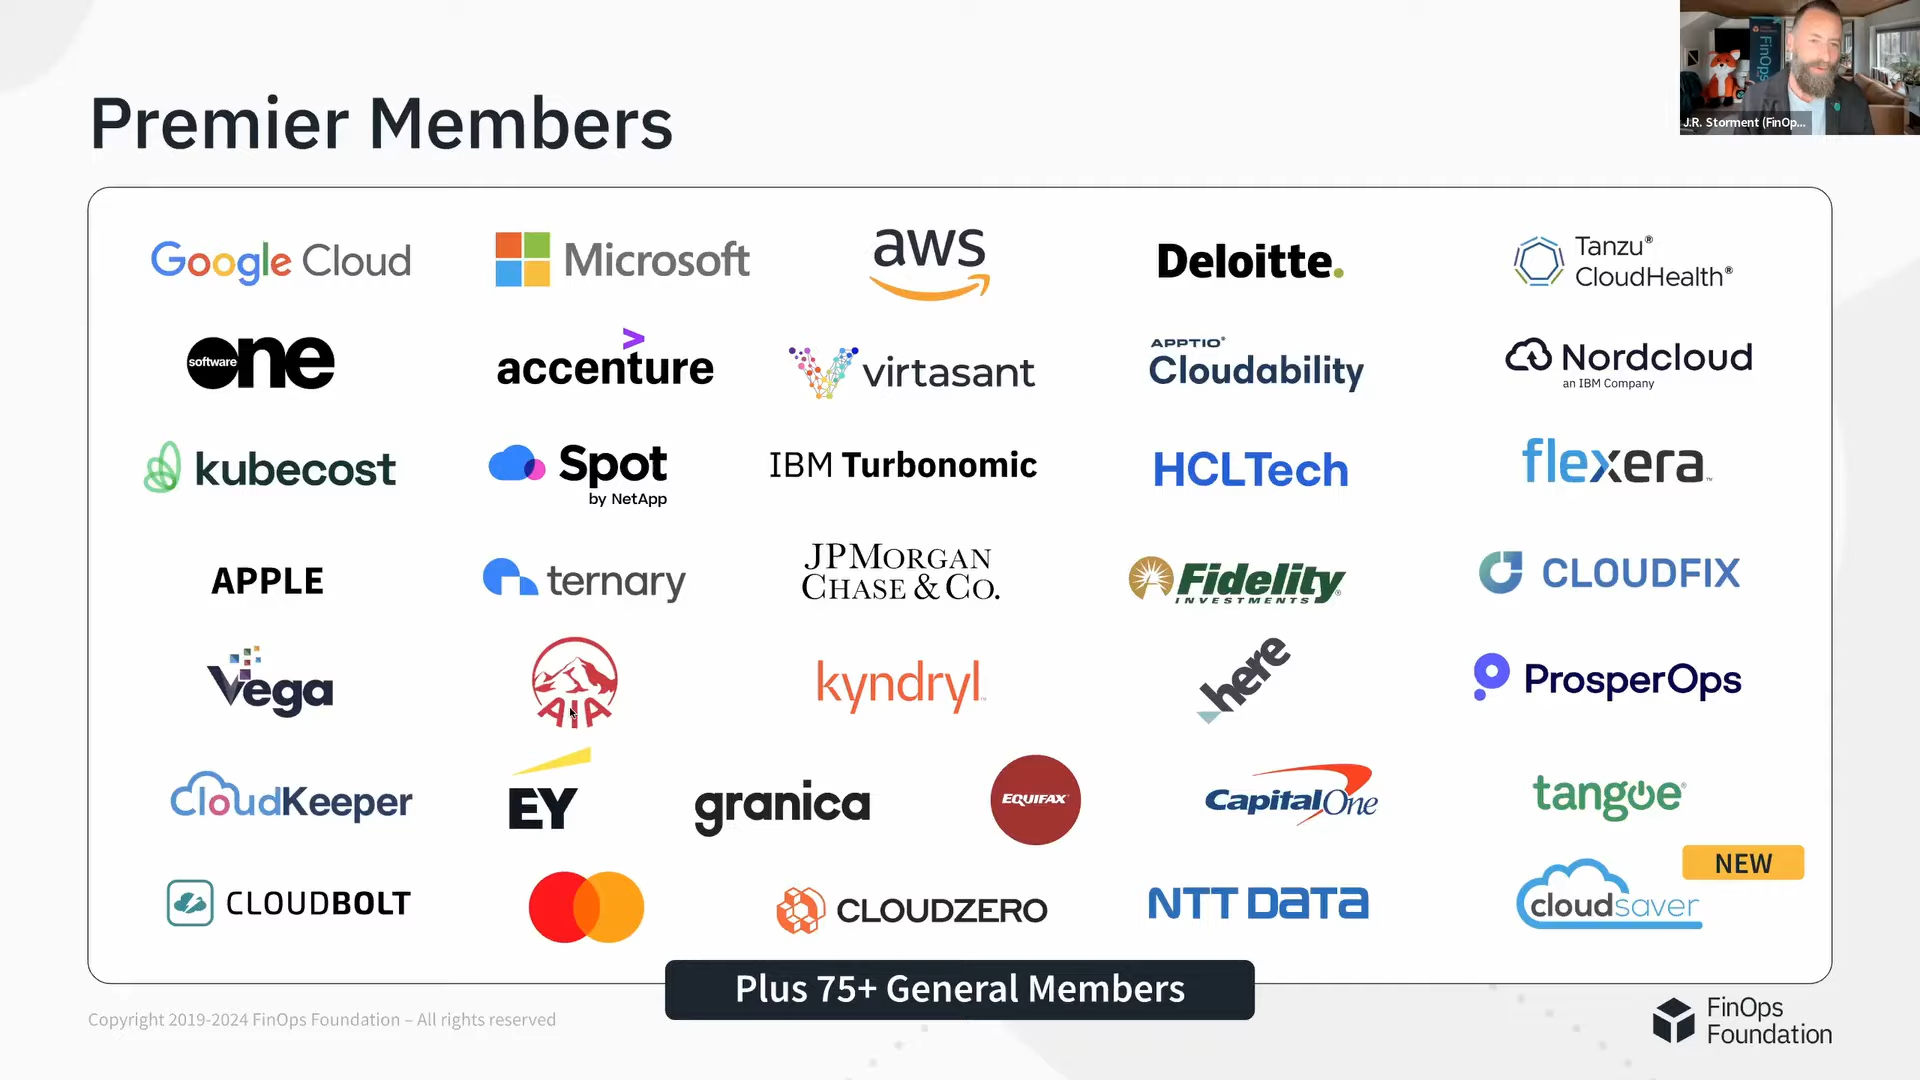 Premier Members
J.R. Storment (FinOp...
FinOps
Google Cloud
Microsoft
aws
Deloitte.
Tanzu®
CloudHealth®
software one
accenture
virtasant
APPTIO®
Cloudability
Nordcloud
an IBM Company
kubecost
Spot
by NetApp
IBM Turbonomic
HCLTech
flexera™
APPLE
ternary
JPMORGAN
CHASE & CO.
Fidelity®
INVESTMENTS
CLOUDFIX
Vega
AIA
kyndryl™
here
ProsperOps
CloudKeeper
EY
granica
EQUIFAX
Capital One
tangoe®
CLOUDBOLT
CLOUDZERO
NTT DATA
NEW
cloudsaver
Plus 75+ General Members
Copyright 2019-2024 FinOps Foundation – All rights reserved
FinOps
Foundation